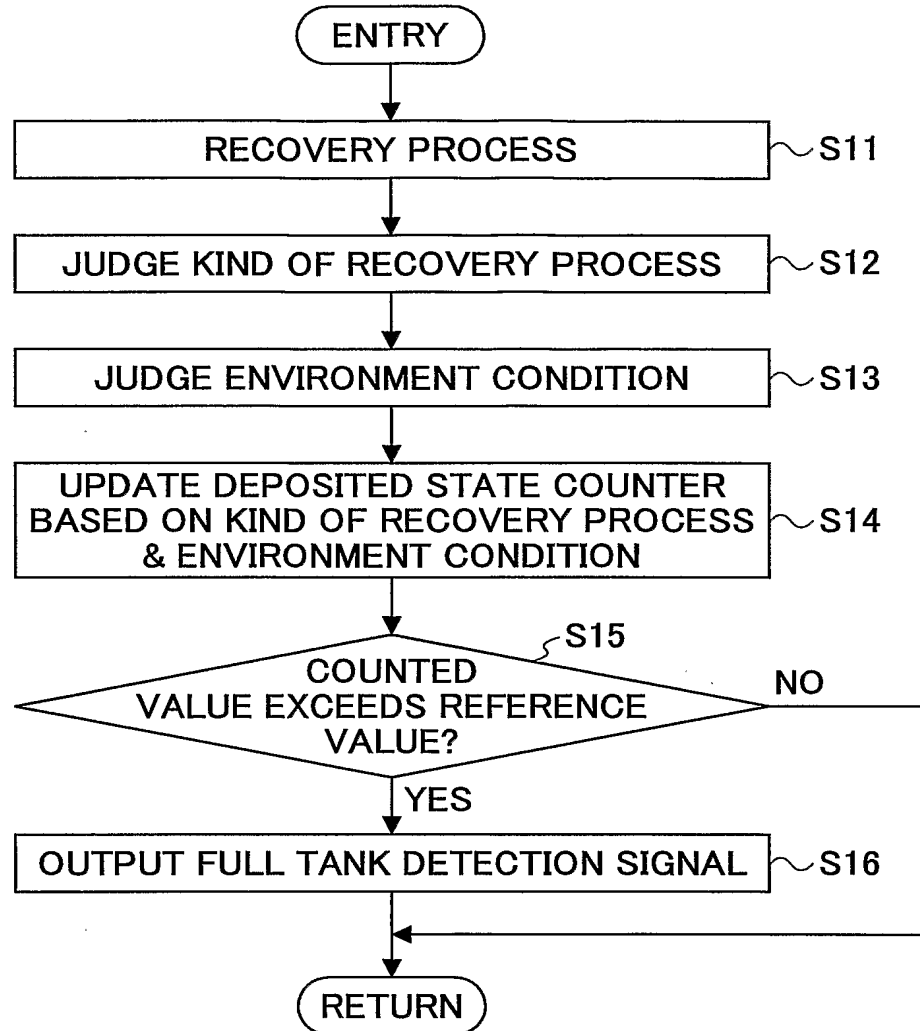 ENTRY
RECOVERY PROCESS
S11
JUDGE KIND OF RECOVERY PROCESS
S12
JUDGE ENVIRONMENT CONDITION
S13
UPDATE DEPOSITED STATE COUNTER
BASED ON KIND OF RECOVERY PROCESS
& ENVIRONMENT CONDITION
S14
S15
COUNTED
VALUE EXCEEDS REFERENCE
VALUE?
NO
YES
OUTPUT FULL TANK DETECTION SIGNAL
S16
RETURN